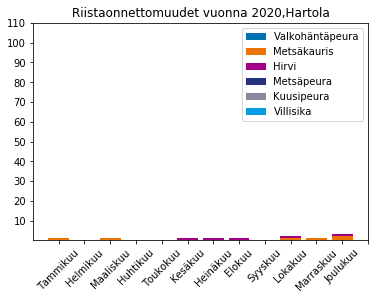 Riistaonnettomuudet vuonna 2020,Hartola
110
100
90
80
70
60
50
40
30
20
10
Valkohäntäpeura
Metsäkauris
Hirvi
Metsäpeura
Kuusipeura
Villisika
Tammikuu
Helmikuu
Maaliskuu
Huhtikuu
Toukokuu
Kesäkuu
Heinäkuu
Elokuu
Syyskuu
Lokakuu
Marraskuu
Joulukuu